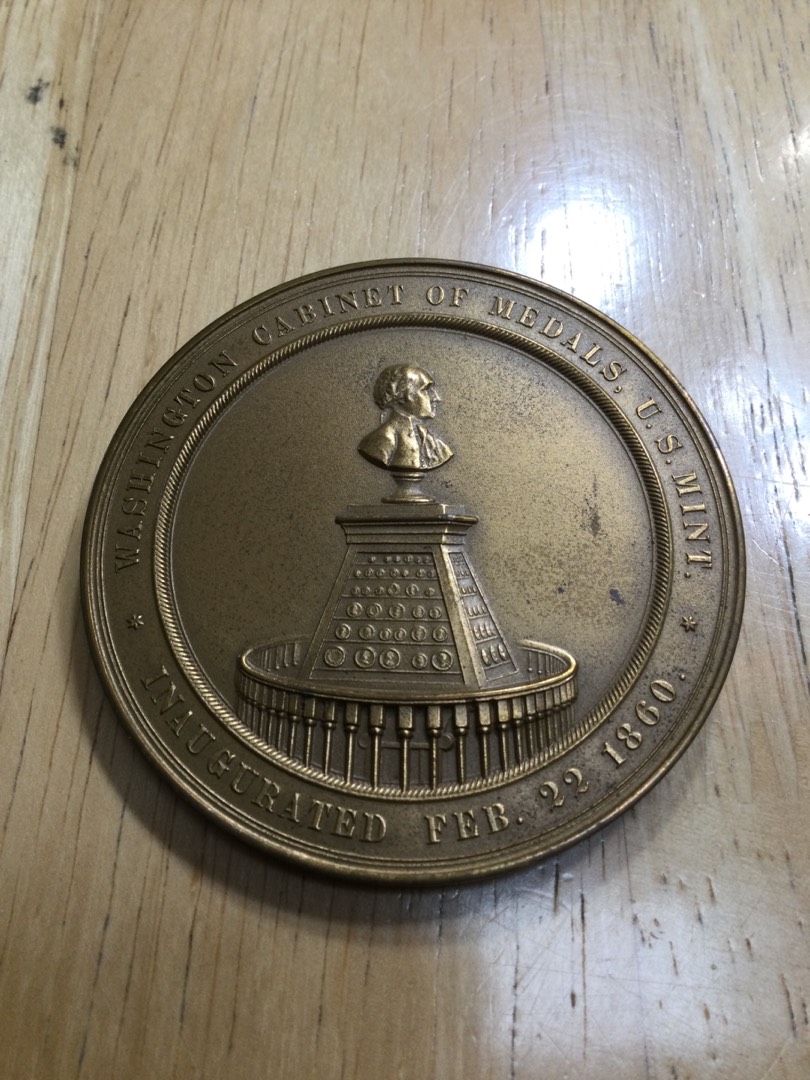 WASHINGTON CABINET OF MEDALS, U.S. MINT.
INAUGURATED FEB. 22 1860.